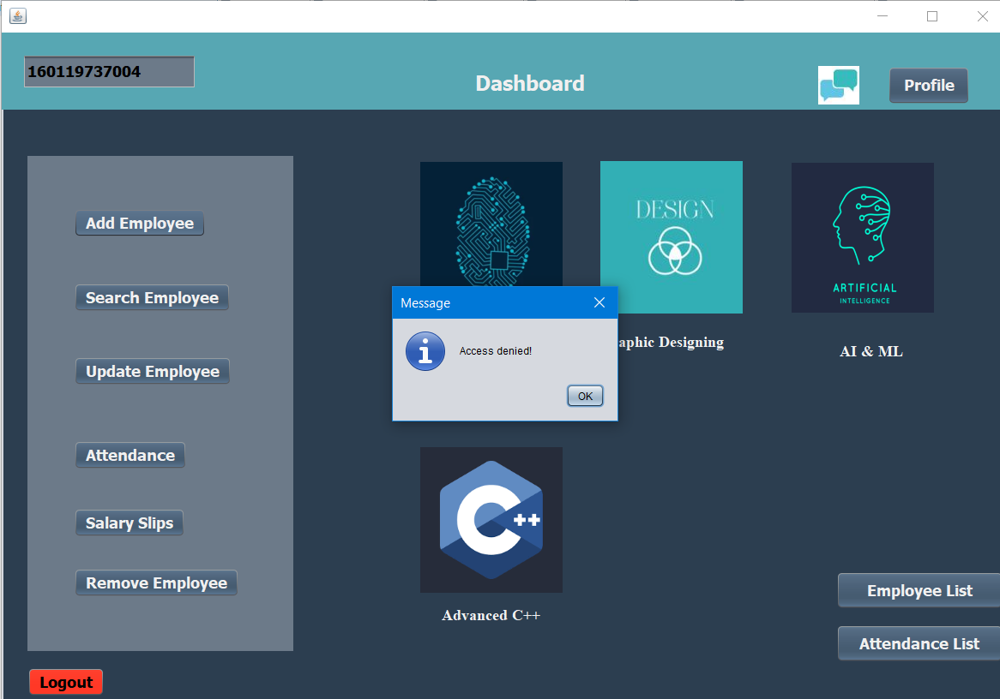 160119737004
Dashboard
Profile
Add Employee
Search Employee
Update Employee
Attendance
Salary Slips
Remove Employee
Logout
DESIGN
ARTIFICIAL
INTELLIGENCE
Message
Access denied!
OK
aphic Designing
AI & ML
C++
Advanced C++
Employee List
Attendance List